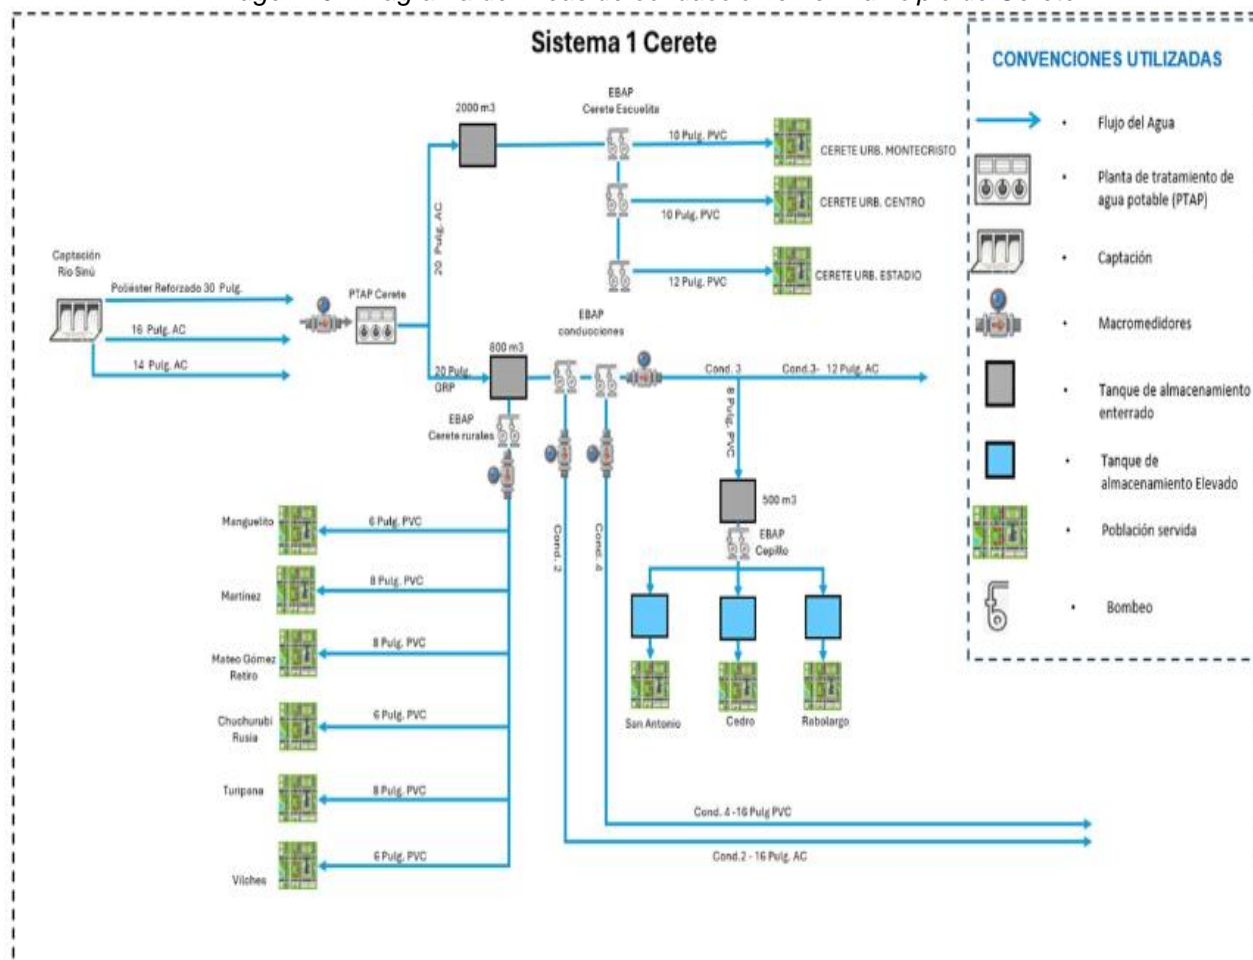 Sistema 1 Cerete
2000 m3
EBAP
Cerete Escuelita
10 Pulg. PVC
CERETE URB. MONTECRISTO
10 Pulg. PVC
CERETE URB. CENTRO
12 Pulg. PVC
CERETE URB. ESTADIO
20 Pulg. AC
Captación
Rio Sinú
Poliéster Reforzado 30 Pulg.
16 Pulg. AC
14 Pulg. AC
PTAP Cerete
20 Pulg.
GRP
800 m3
EBAP
conducciones
Cond. 3
Cond.3- 12 Pulg. AC
8 Pulg. PVC
EBAP
Cerete rurales
Cond. 2
Cond. 4
500 m3
EBAP
Cepillo
San Antonio
Cedro
Rabolargo
Manguelito
6 Pulg. PVC
Martínez
8 Pulg. PVC
Mateo Gómez
Retiro
8 Pulg. PVC
Chuchurubi
Rusia
6 Pulg. PVC
Turipana
8 Pulg. PVC
Vilches
6 Pulg. PVC
Cond. 4 -16 Pulg PVC
Cond.2 - 16 Pulg. AC
CONVENCIONES UTILIZADAS
• Flujo del Agua
• Planta de tratamiento de
agua potable (PTAP)
• Captación
• Macromedidores
• Tanque de almacenamiento
enterrado
• Tanque de
almacenamiento Elevado
• Población servida
• Bombeo